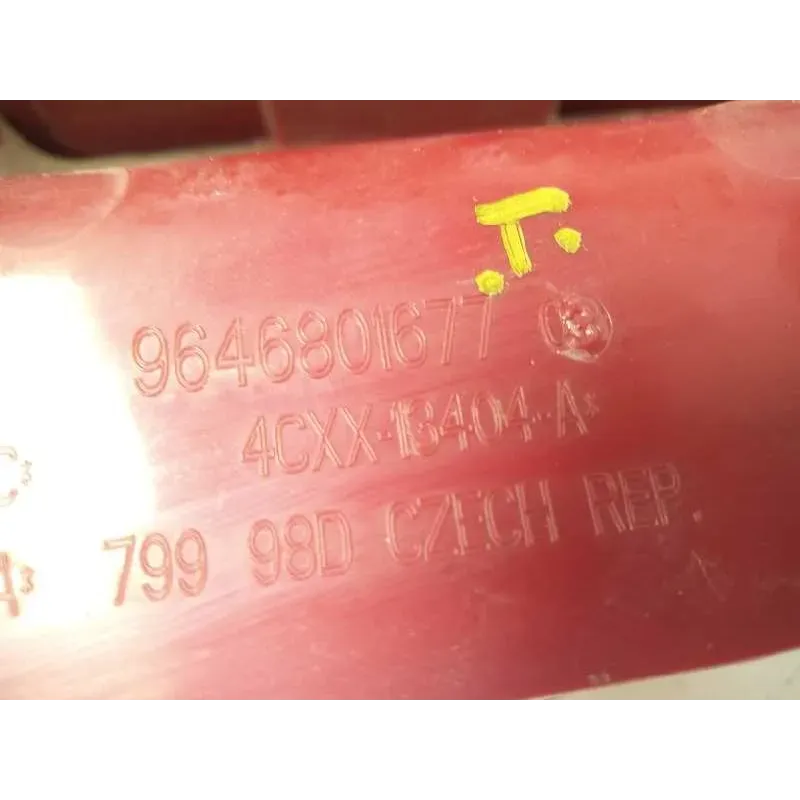 T
9646801677
C* 4CXX-13404-A*
A* 799 98D CZECH REP.